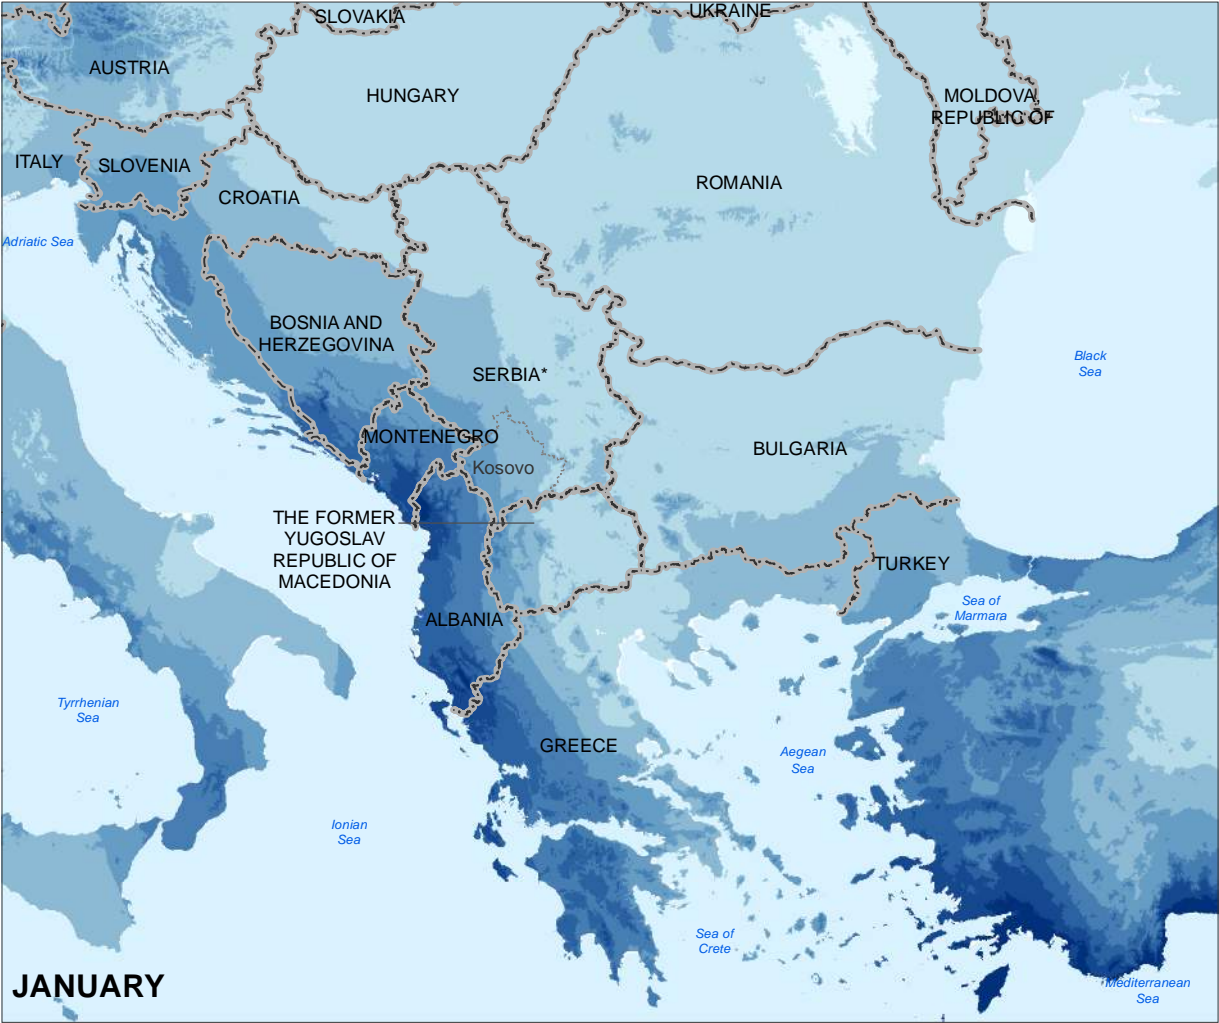 SLOVAKIA
UKRAINE
AUSTRIA
HUNGARY
MOLDOVA,
REPUBLIC OF
ITALY
SLOVENIA
ROMANIA
CROATIA
Adriatic Sea
BOSNIA AND
HERZEGOVINA
Black
Sea
SERBIA*
MONTENEGRO
BULGARIA
Kosovo
THE FORMER
YUGOSLAV
REPUBLIC OF
MACEDONIA
TURKEY
Sea of
Marmara
ALBANIA
Tyrrhenian
Sea
GREECE
Aegean
Sea
Ionian
Sea
Sea of
Crete
JANUARY
Mediterranean
Sea